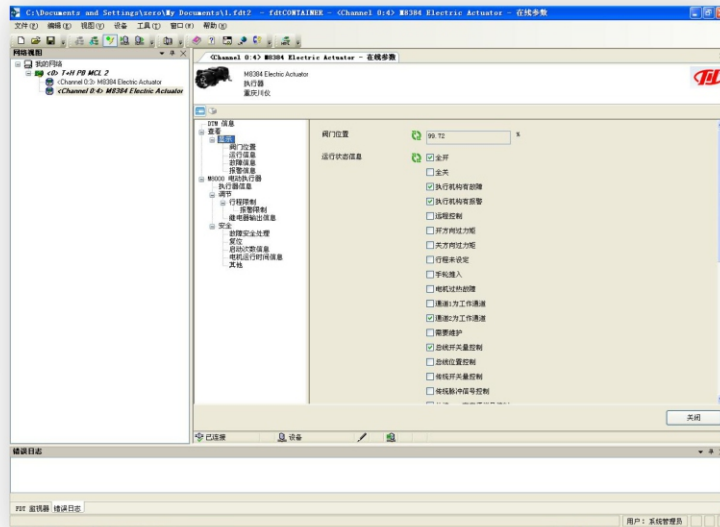 C:\Documents and Settings\xero\My Documents\1.fdt2 - fdtCONTAINER - <Channel 0:4> M8384 Electric Actuator - 在线参数
文件(F) 编辑(E) 视图(V) 设备 工具(T) 窗口(W) 帮助(H)
网络视图
我的网络
<0> T+H PB MCL 2
<Channel 0:3> M8384 Electric Actuator
<Channel 0:4> M8384 Electric Actuator
<Channel 0:4> M8384 Electric Actuator - 在线参数
M8384 Electric Actuator
执行器
重庆川仪
DTM 信息
查看
监视
阀门位置
运行信息
故障信息
报警信息
M8000 电动执行器
执行器信息
调节
行程限制
报警限制
继电器输出信息
安全
故障安全处理
复位
启动次数信息
电机运行时间信息
其他
阀门位置 99.72 %
运行状态信息
全开
全关
执行机构有故障
执行机构有报警
远程控制
开方向过力矩
关方向过力矩
行程未设定
手轮推入
电机过热故障
通道1为工作通道
通道2为工作通道
需要维护
总线开关量控制
总线位置控制
传统开关量控制
传统脉冲信号控制
关闭
已连接 设备
错误日志
FDT 监视器 错误日志
用户：系统管理员